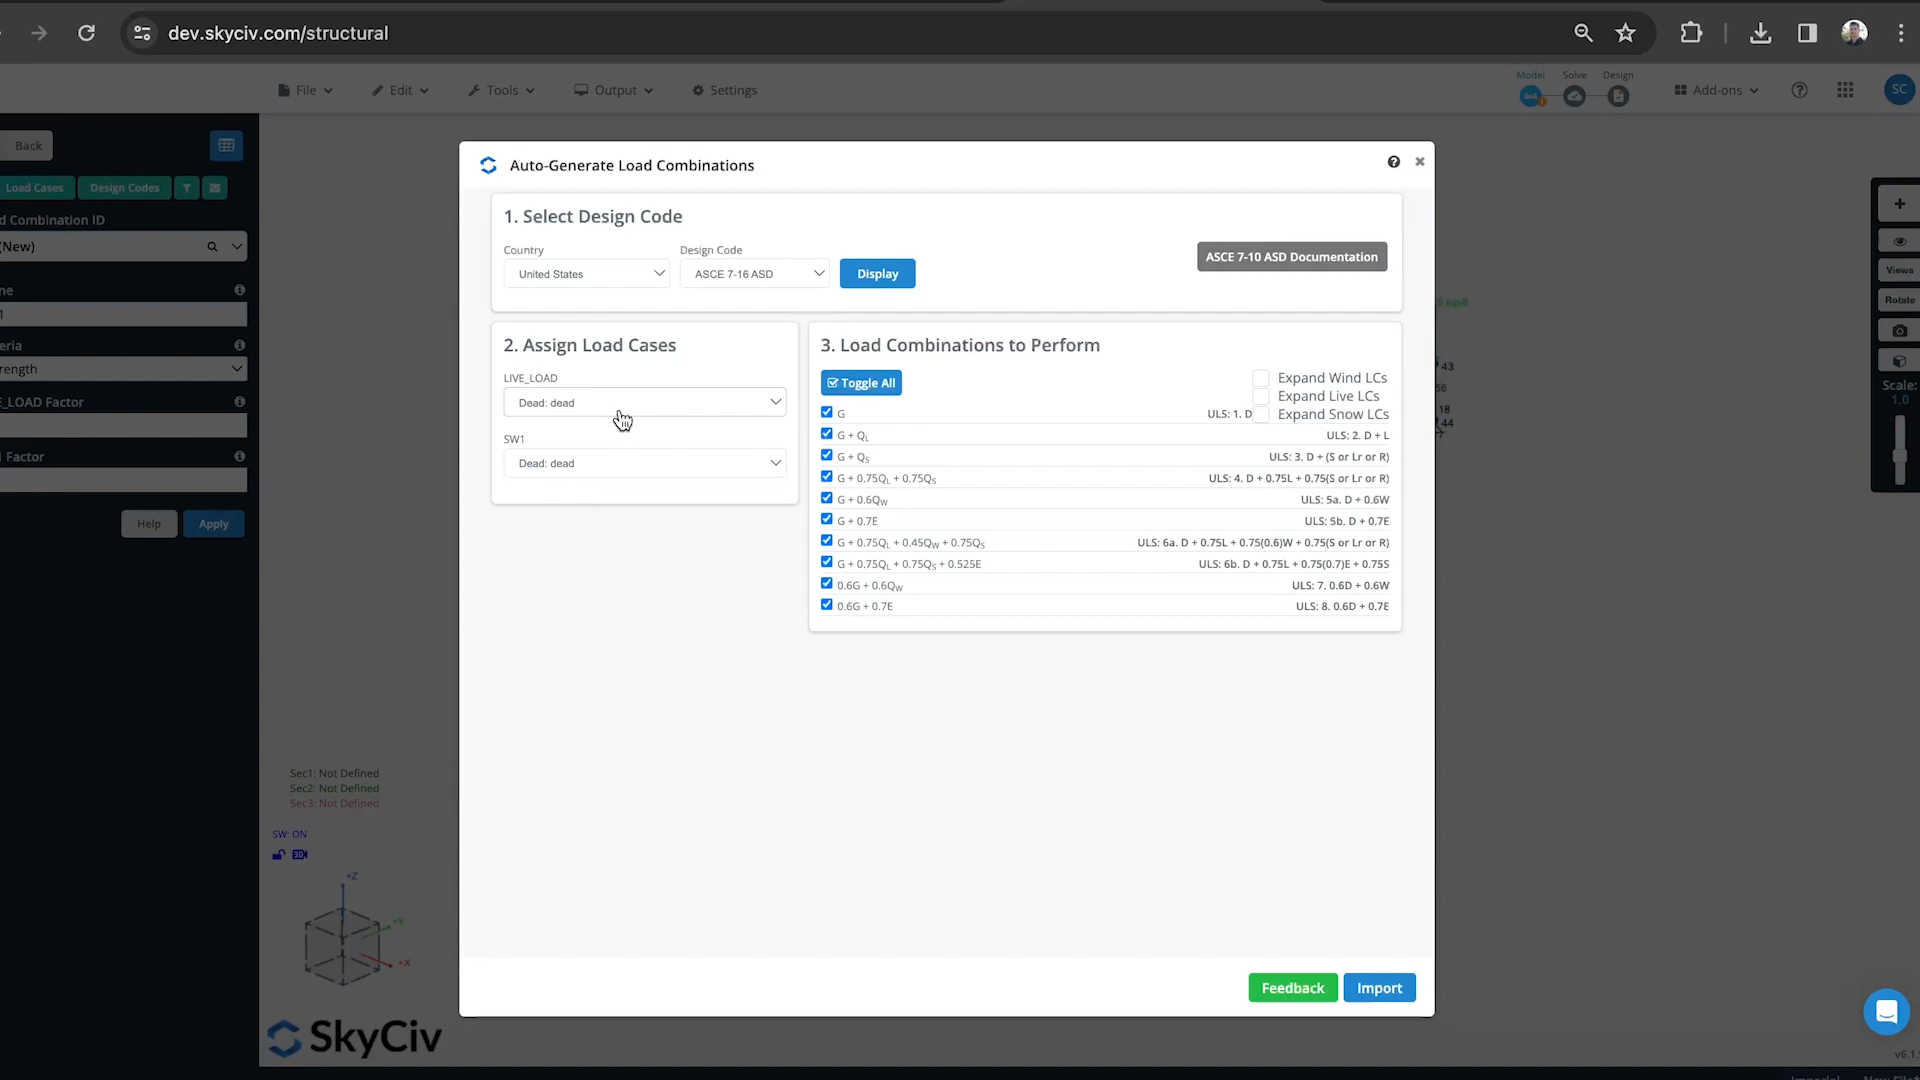 dev.skyciv.com/structural
File
Edit
Tools
Output
Settings
Model
Solve
Design
Add-ons
SC
Back
Load Cases
Design Codes
d Combination ID
(New)
ne
1
eria
rength
E_LOAD Factor
Factor
Help
Apply
Auto-Generate Load Combinations
1. Select Design Code
Country
Design Code
United States
ASCE 7-16 ASD
Display
ASCE 7-10 ASD Documentation
2. Assign Load Cases
LIVE_LOAD
Dead: dead
SW1
Dead: dead
3. Load Combinations to Perform
Toggle All
Expand Wind LCs
Expand Live LCs
Expand Snow LCs
G ULS: 1. D
G + QL ULS: 2. D + L
G + QS ULS: 3. D + (S or Lr or R)
G + 0.75QL + 0.75QS ULS: 4. D + 0.75L + 0.75(S or Lr or R)
G + 0.6QW ULS: 5a. D + 0.6W
G + 0.7E ULS: 5b. D + 0.7E
G + 0.75QL + 0.45QW + 0.75QS ULS: 6a. D + 0.75L + 0.75(0.6)W + 0.75(S or Lr or R)
G + 0.75QL + 0.75QS + 0.525E ULS: 6b. D + 0.75L + 0.75(0.7)E + 0.75S
0.6G + 0.6QW ULS: 7. 0.6D + 0.6W
0.6G + 0.7E ULS: 8. 0.6D + 0.7E
Feedback
Import
Views
Rotate
Scale:
1.0
43
56
18
44
Sec1: Not Defined
Sec2: Not Defined
Sec3: Not Defined
SW: ON
3D
+Z
+Y
+X
SkyCiv
v6.1.